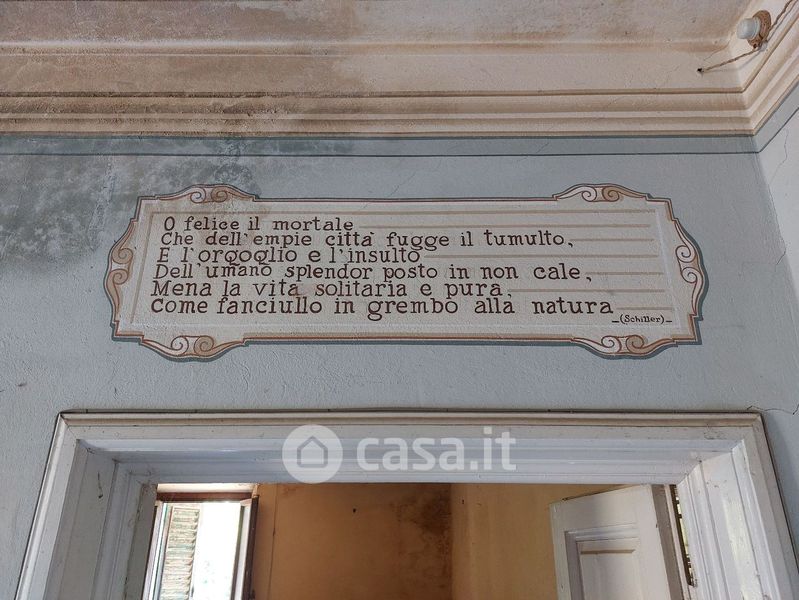 O felice il mortale
Che dell'empie città fugge il tumulto,
E l'orgoglio e l'insulto
Dell'umano splendor posto in non cale,
Mena la vita solitaria e pura,
Come fanciullo in grembo alla natura
_(Schiller)_
casa.it